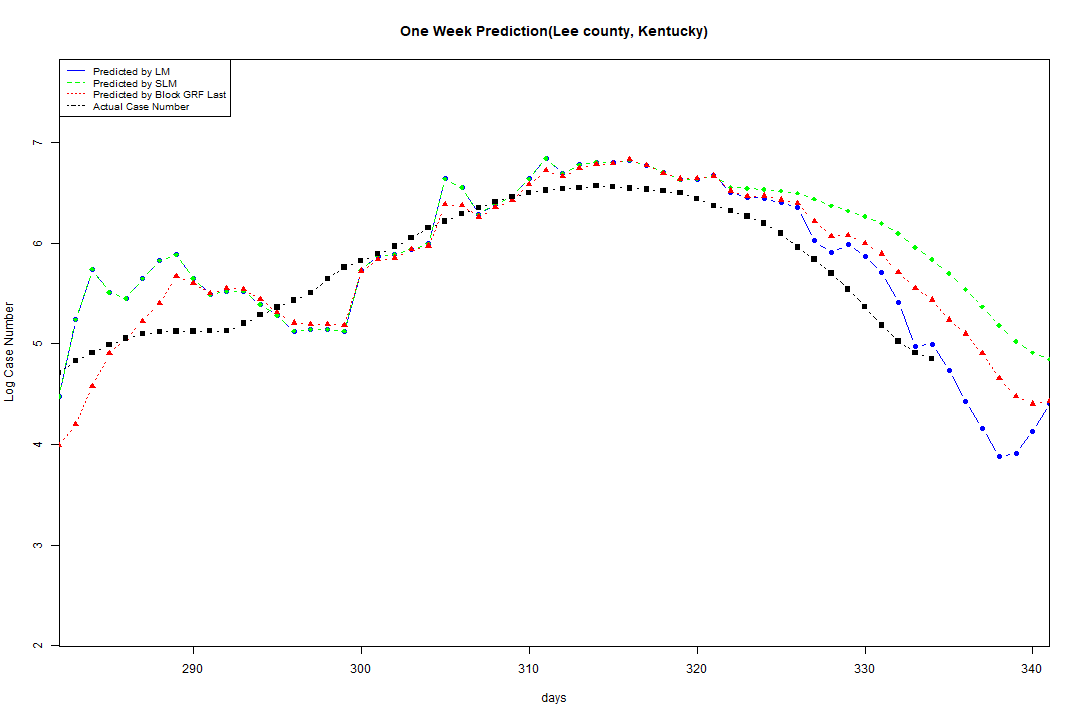 One Week Prediction(Lee county, Kentucky)
Predicted by LM
Predicted by SLM
Predicted by Block GRF Last
Actual Case Number
7
6
5
4
3
2
Log Case Number
290 300 310 320 330 340
days